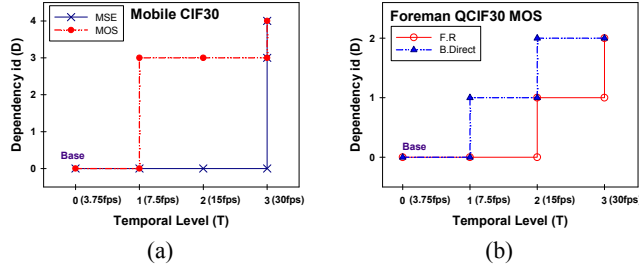 Mobile CIF30
MSE
MOS
Dependency id (D)
4
3
2
1
0
Base
0 (3.75fps) 1 (7.5fps) 2 (15fps) 3 (30fps)
Temporal Level (T)
(a)
Foreman QCIF30 MOS
F.R
B.Direct
Dependency id (D)
2
1
0
Base
0 (3.75fps) 1 (7.5fps) 2 (15fps) 3 (30fps)
Temporal Level (T)
(b)